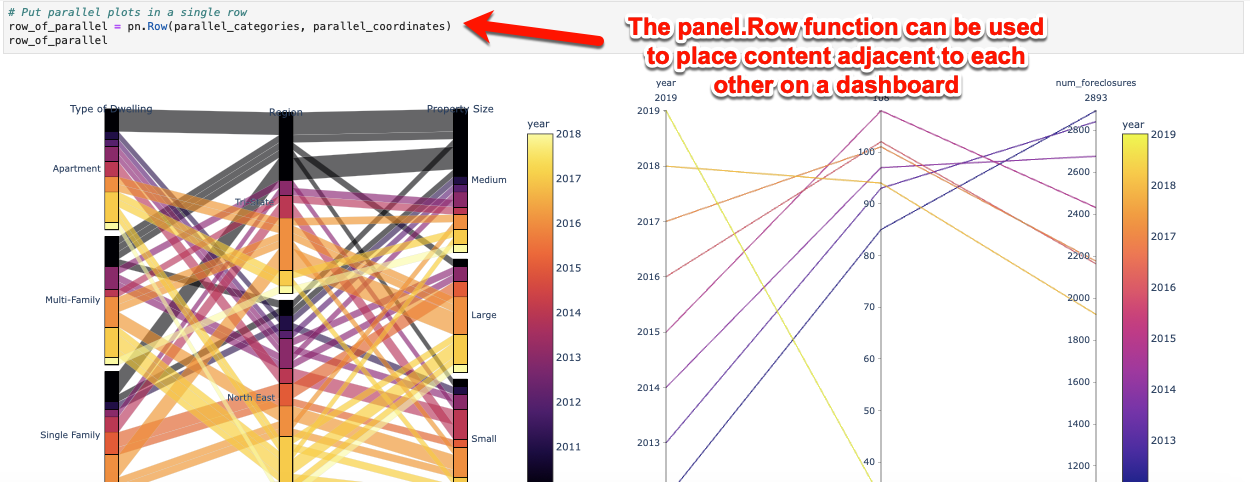 # Put parallel plots in a single row
row_of_parallel = pn.Row(parallel_categories, parallel_coordinates)
row_of_parallel
The panel.Row function can be used
to place content adjacent to each
other on a dashboard
Type of Dwelling
Region
Property Size
Apartment
Multi-Family
Single Family
North East
Medium
Large
Small
year
2018
2017
2016
2015
2014
2013
2012
2011
year
2019
2019
2018
2017
2016
2015
2014
2013
100
90
80
70
60
50
40
num_foreclosures
2893
2800
2600
2400
2200
2000
1800
1600
1400
1200
year
2019
2018
2017
2016
2015
2014
2013